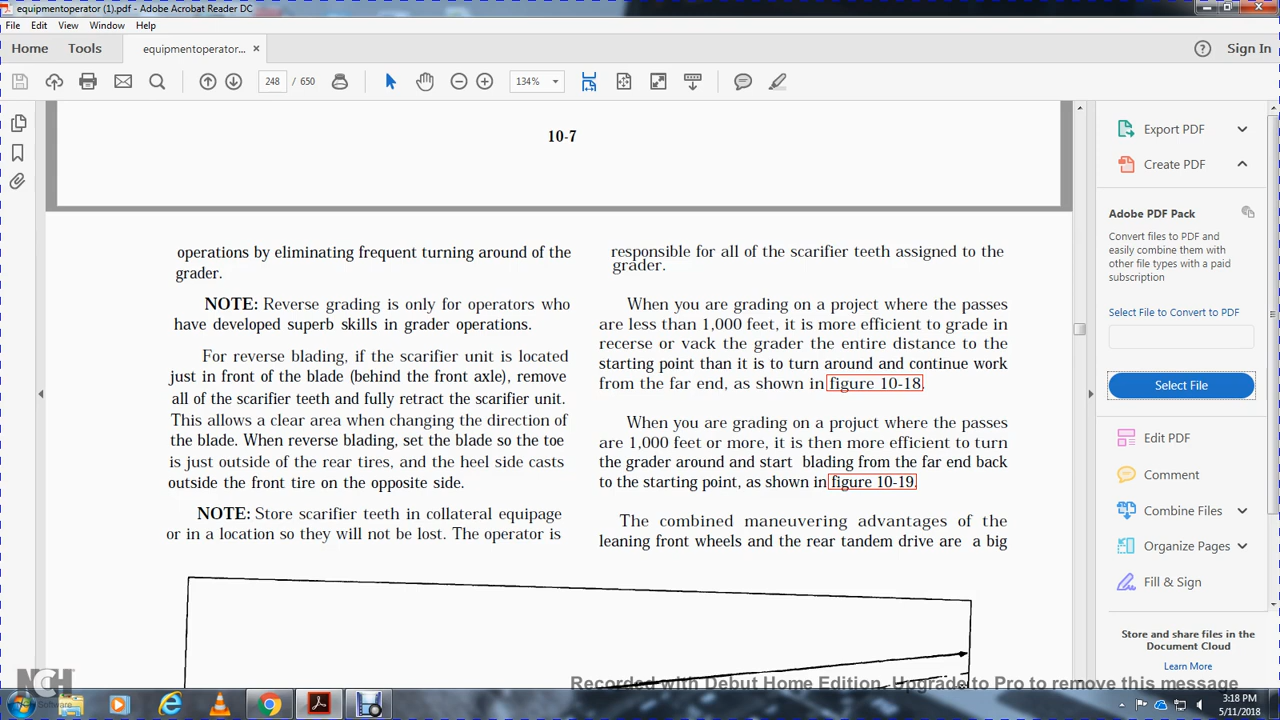 equipmentoperator (1).pdf - Adobe Acrobat Reader DC
File Edit View Window Help
Home Tools equipmentoperator... × Sign In
248 / 650 134%
10-7
operations by eliminating frequent turning around of the
grader.
NOTE: Reverse grading is only for operators who
have developed superb skills in grader operations.
For reverse blading, if the scarifier unit is located
just in front of the blade (behind the front axle), remove
all of the scarifier teeth and fully retract the scarifier unit.
This allows a clear area when changing the direction of
the blade. When reverse blading, set the blade so the toe
is just outside of the rear tires, and the heel side casts
outside the front tire on the opposite side.
NOTE: Store scarifier teeth in collateral equipage
or in a location so they will not be lost. The operator is
responsible for all of the scarifier teeth assigned to the
grader.
When you are grading on a project where the passes
are less than 1,000 feet, it is more efficient to grade in
recerse or vack the grader the entire distance to the
starting point than it is to turn around and continue work
from the far end, as shown in figure 10-18.
When you are grading on a projuct where the passes
are 1,000 feet or more, it is then more efficient to turn
the grader around and start blading from the far end back
to the starting point, as shown in figure 10-19.
The combined maneuvering advantages of the
leaning front wheels and the rear tandem drive are a big
Export PDF
Create PDF
Adobe PDF Pack
Convert files to PDF and
easily combine them with
other file types with a paid
subscription
Select File to Convert to PDF
Select File
Edit PDF
Comment
Combine Files
Organize Pages
Fill & Sign
Store and share files in the
Document Cloud
Learn More
NCH
Software
Recorded with Debut Home Edition. Upgrade to Pro to remove this message
3:18 PM
5/11/2018